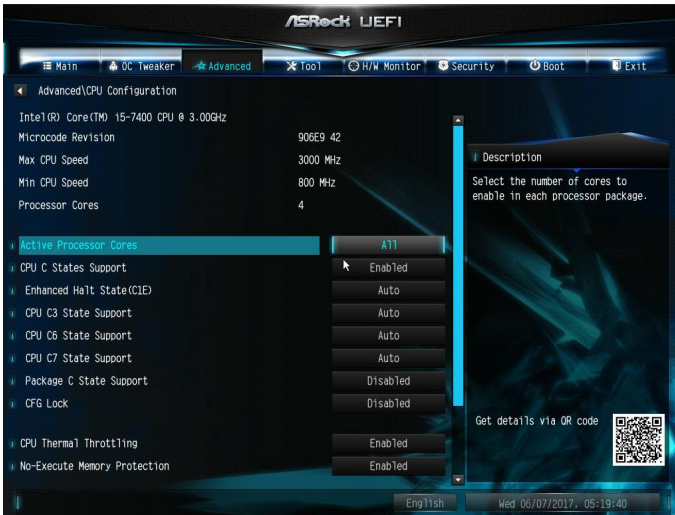 ASRock UEFI
Main OC Tweaker Advanced Tool H/W Monitor Security Boot Exit
Advanced\CPU Configuration
Intel(R) Core(TM) i5-7400 CPU @ 3.00GHz
Microcode Revision 906E9 42
Max CPU Speed 3000 MHz
Min CPU Speed 800 MHz
Processor Cores 4
Active Processor Cores All
CPU C States Support Enabled
Enhanced Halt State(C1E) Auto
CPU C3 State Support Auto
CPU C6 State Support Auto
CPU C7 State Support Auto
Package C State Support Disabled
CFG Lock Disabled
CPU Thermal Throttling Enabled
No-Execute Memory Protection Enabled
Description
Select the number of cores to
enable in each processor package.
Get details via QR code
English
Wed 06/07/2017. 05:19:40